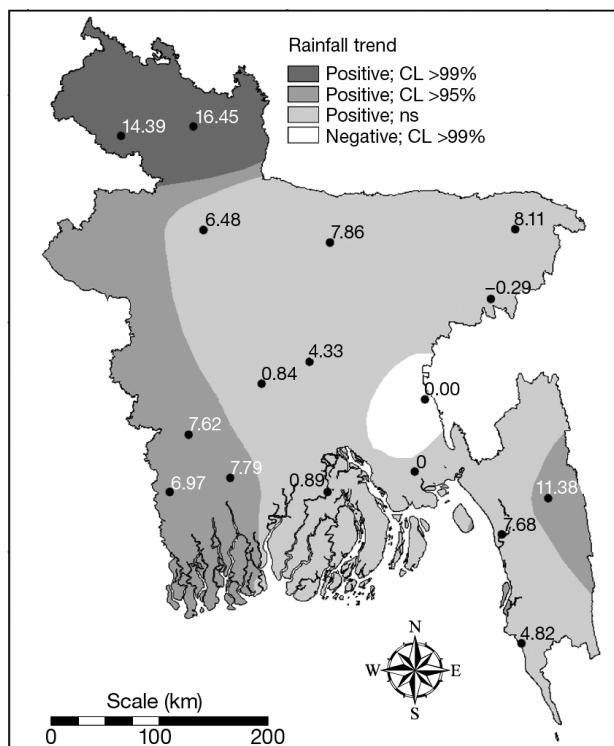 Rainfall trend
Positive; CL >99%
Positive; CL >95%
Positive; ns
Negative; CL >99%
16.45
14.39
6.48
7.86
8.11
−0.29
4.33
0.84
0.00
7.62
7.79
6.97
0.89
0
11.38
7.68
4.82
N
W E
S
Scale (km)
0 100 200